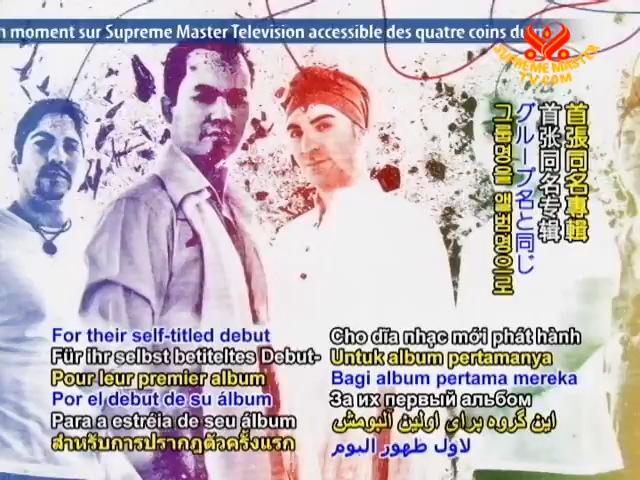 n moment sur Supreme Master Television accessible des quatre coins du m
SUPREME MASTER
TV.COM
首張同名專輯
首张同名专辑
グループ名と同じ
그룹명을 앨범명으로
For their self-titled debut
Für ihr selbst betiteltes Debut-
Pour leur premier album
Por el debut de su álbum
Para a estréia de seu álbum
สำหรับการปรากฎตัวครั้งแรก
Cho dĩa nhạc mới phát hành
Untuk album pertamanya
Bagi album pertama mereka
За их первый альбом
این گروه برای اولین آلبومش
لاول ظهور البوم